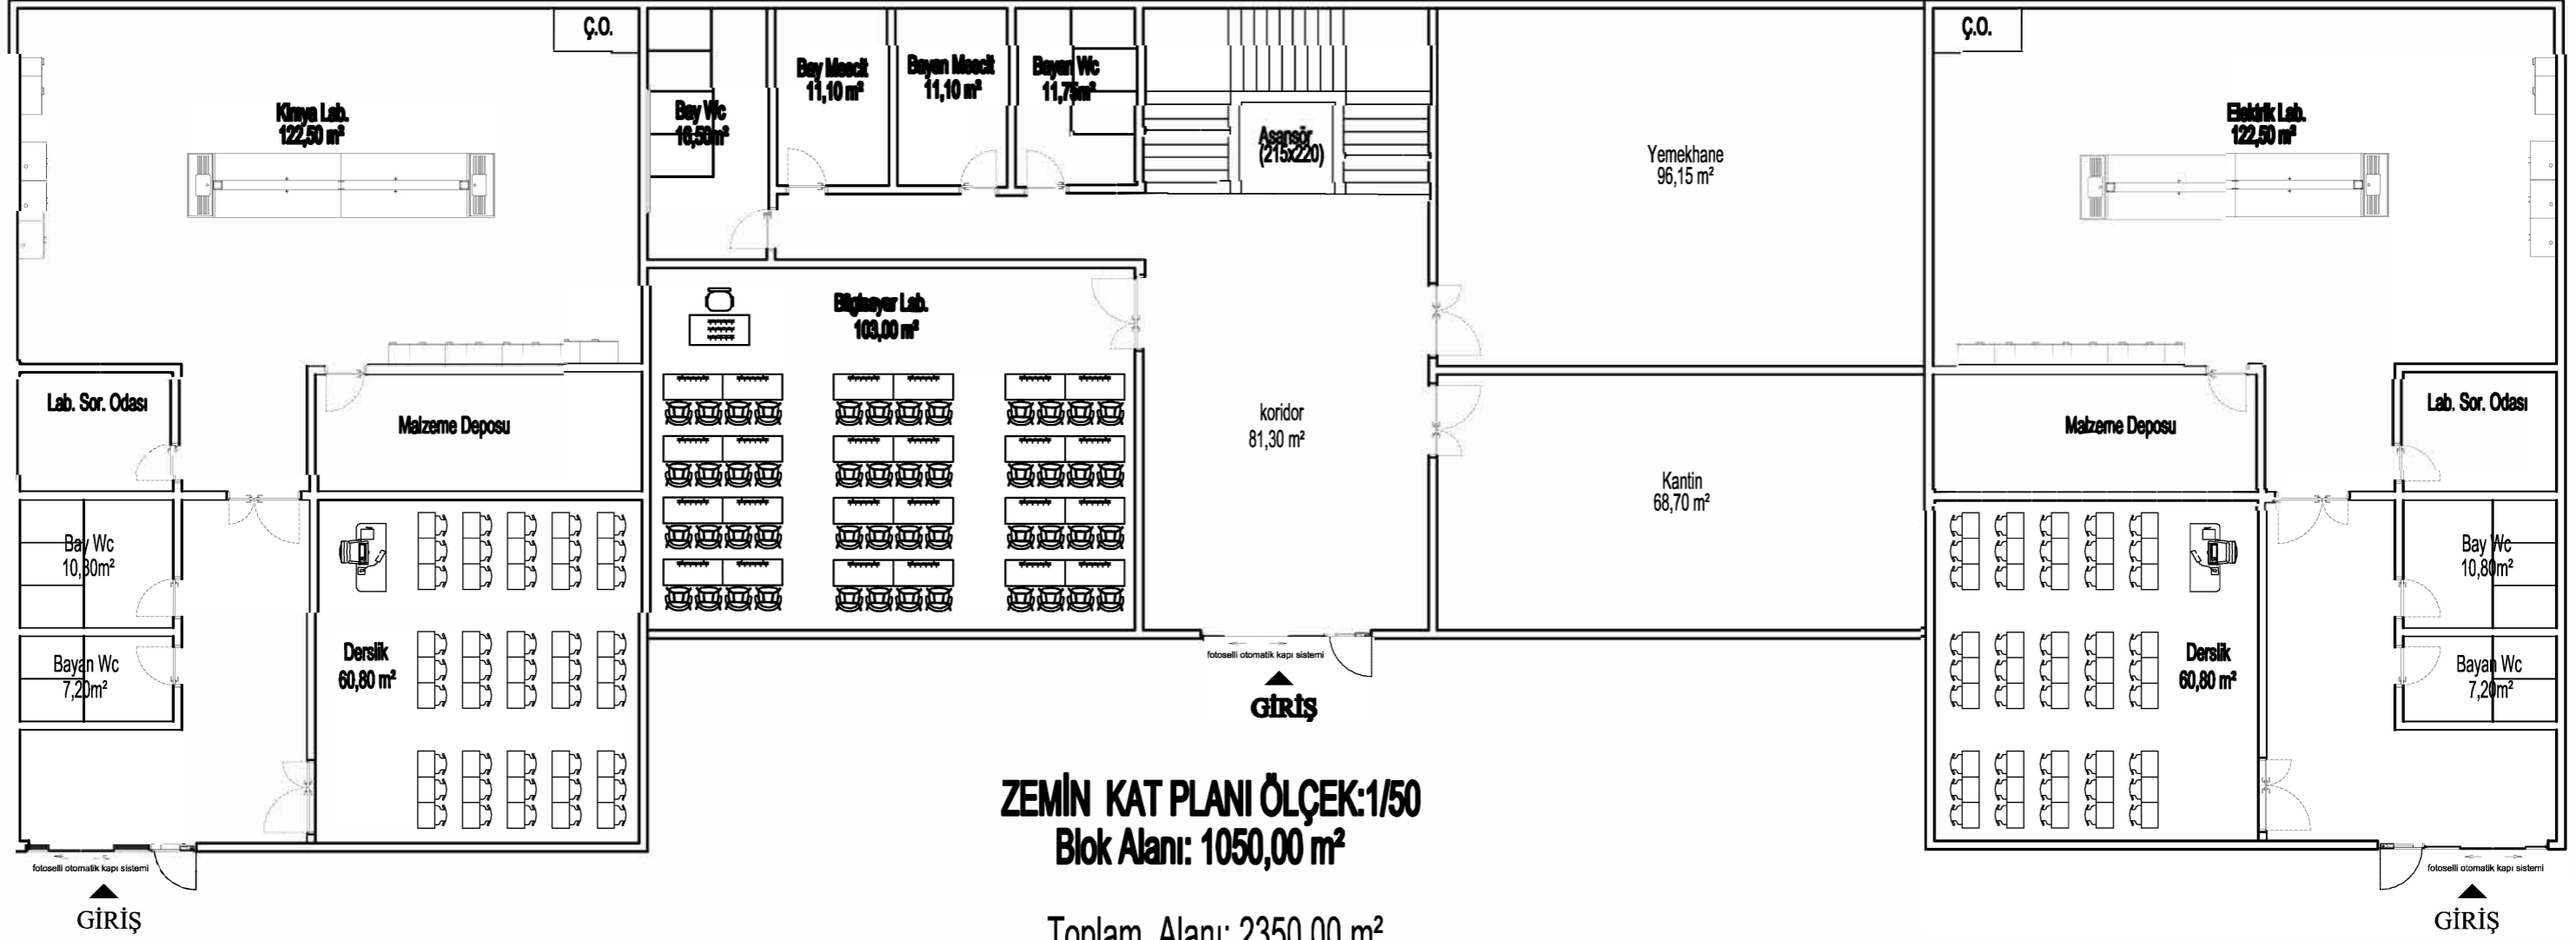 Ç.O.
Kimya Lab.
122,50 m²
Bay Wc
16,50m²
Bay Mescit
11,10 m²
Bayan Mescit
11,10 m²
Bayan Wc
11,75m²
Asansör
(215x220)
Yemekhane
96,15 m²
Ç.O.
Elektrik Lab.
122,50 m²
Bilgisayar Lab.
103,00 m²
Lab. Sor. Odası
Malzeme Deposu
koridor
81,30 m²
Kantin
68,70 m²
Malzeme Deposu
Lab. Sor. Odası
Bay Wc
10,80m²
Bayan Wc
7,20m²
Derslik
60,80 m²
Derslik
60,80 m²
Bay Wc
10,80m²
Bayan Wc
7,20m²
fotoselli otomatik kapı sistemi
GİRİŞ
ZEMİN KAT PLANI ÖLÇEK:1/50
Blok Alanı: 1050,00 m²
fotoselli otomatik kapı sistemi
GİRİŞ
fotoselli otomatik kapı sistemi
GİRİŞ
Toplam Alanı: 2350,00 m²